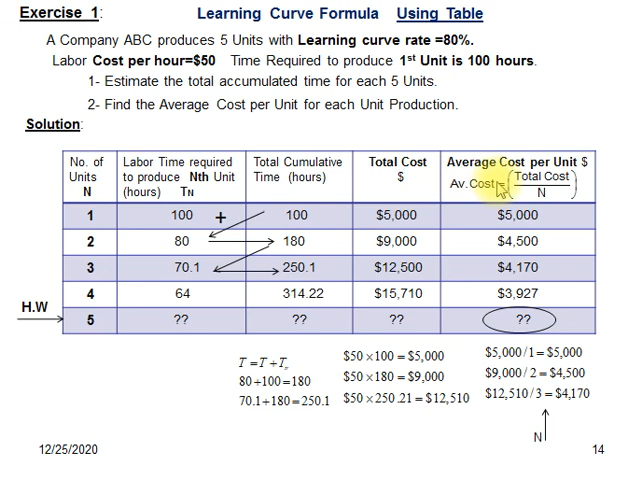 Exercise 1: Learning Curve Formula Using Table
A Company ABC produces 5 Units with Learning curve rate =80%.
Labor Cost per hour=$50 Time Required to produce 1st Unit is 100 hours.
1- Estimate the total accumulated time for each 5 Units.
2- Find the Average Cost per Unit for each Unit Production.
Solution:
No. of Units N | Labor Time required to produce Nth Unit (hours) TN | Total Cumulative Time (hours) | Total Cost $ | Average Cost per Unit $ Av.Cost= (Total Cost / N)
1 | 100 + | 100 | $5,000 | $5,000
2 | 80 | 180 | $9,000 | $4,500
3 | 70.1 | 250.1 | $12,500 | $4,170
4 | 64 | 314.22 | $15,710 | $3,927
H.W
5 | ?? | ?? | ?? | ??
T =T +Tn
80+100=180
70.1+180=250.1
$50×100 = $5,000
$50×180 = $9,000
$50×250.21 = $12,510
$5,000/1= $5,000
$9,000/2 = $4,500
$12,510/3 = $4,170
N
12/25/2020
14